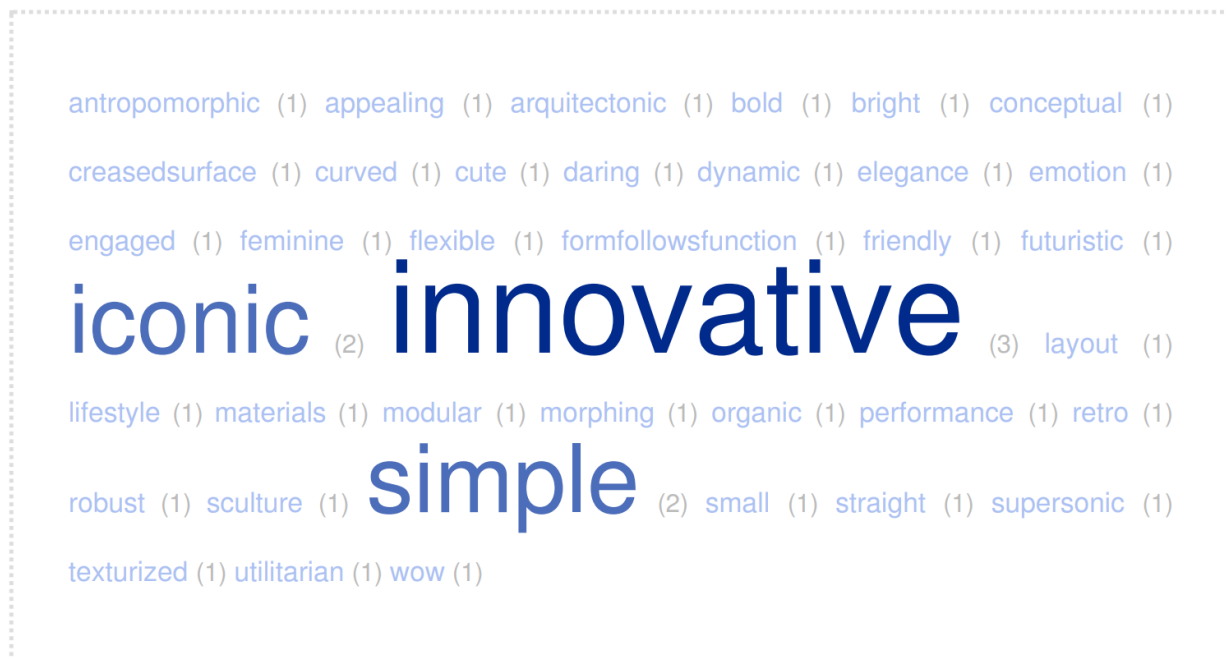 antropomorphic (1) appealing (1) arquitectonic (1) bold (1) bright (1) conceptual (1)
creasedsurface (1) curved (1) cute (1) daring (1) dynamic (1) elegance (1) emotion (1)
engaged (1) feminine (1) flexible (1) formfollowsfunction (1) friendly (1) futuristic (1)
iconic (2) innovative (3) layout (1)
lifestyle (1) materials (1) modular (1) morphing (1) organic (1) performance (1) retro (1)
robust (1) sculture (1) simple (2) small (1) straight (1) supersonic (1)
texturized (1) utilitarian (1) wow (1)